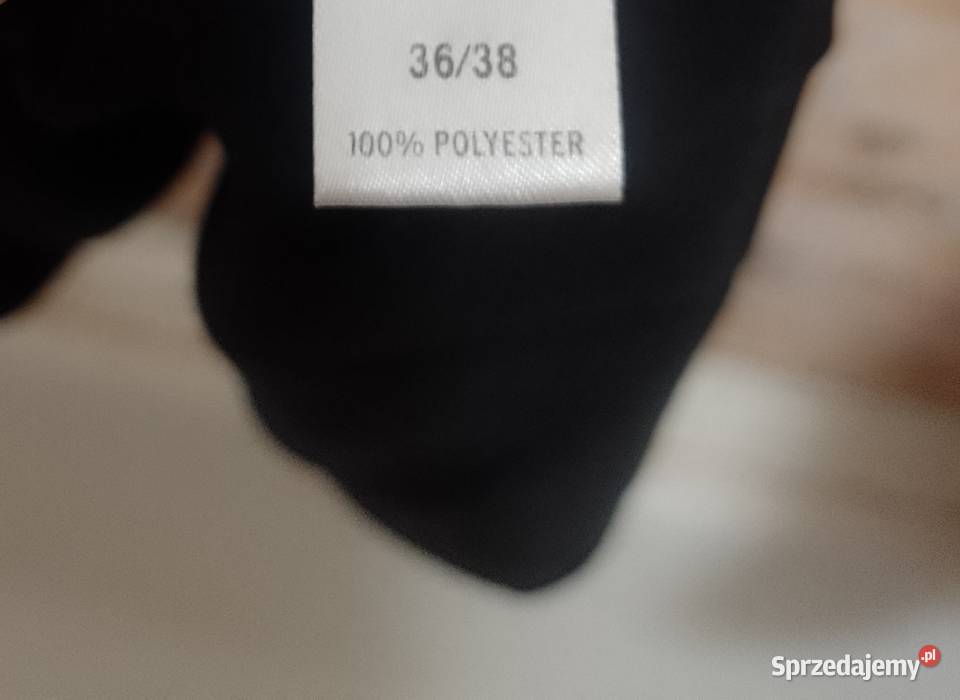 36/38
100% POLYESTER
Sprzedajemy.pl